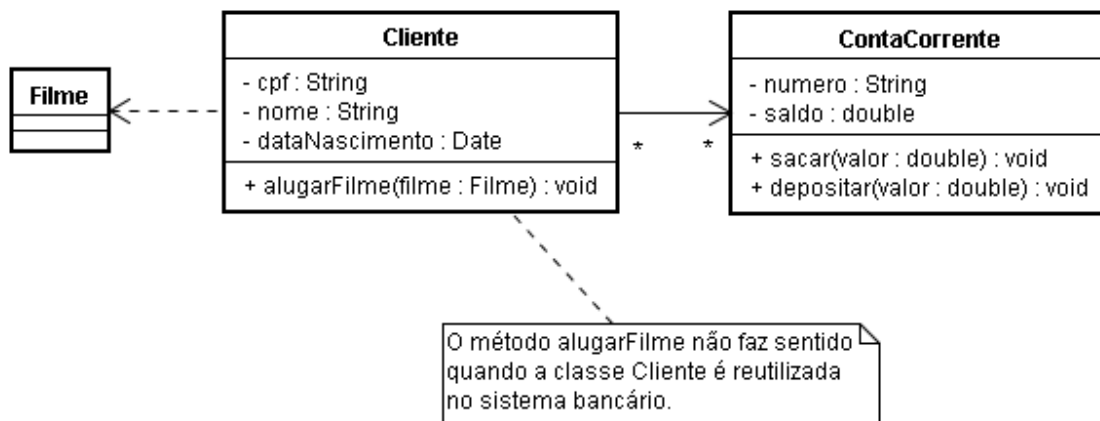 Filme
Cliente
- cpf : String
- nome : String
- dataNascimento : Date
+ alugarFilme(filme : Filme) : void
*
*
ContaCorrente
- numero : String
- saldo : double
+ sacar(valor : double) : void
+ depositar(valor : double) : void
O método alugarFilme não faz sentido
quando a classe Cliente é reutilizada
no sistema bancário.